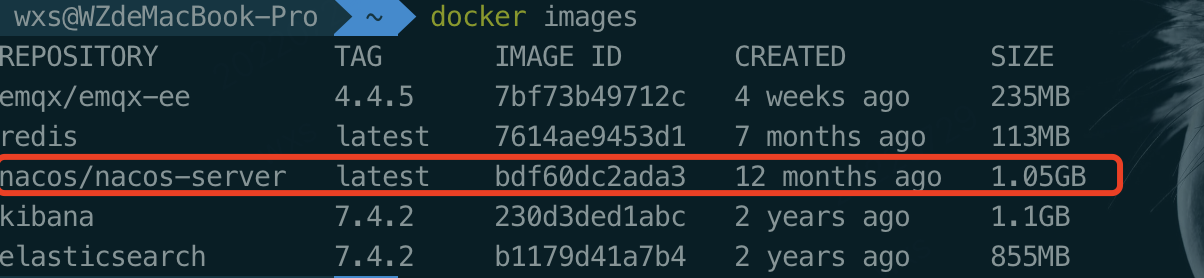 wxs@WZdeMacBook-Pro ~ docker images
REPOSITORY TAG IMAGE ID CREATED SIZE
emqx/emqx-ee 4.4.5 7bf73b49712c 4 weeks ago 235MB
redis latest 7614ae9453d1 7 months ago 113MB
nacos/nacos-server latest bdf60dc2ada3 12 months ago 1.05GB
kibana 7.4.2 230d3ded1abc 2 years ago 1.1GB
elasticsearch 7.4.2 b1179d41a7b4 2 years ago 855MB